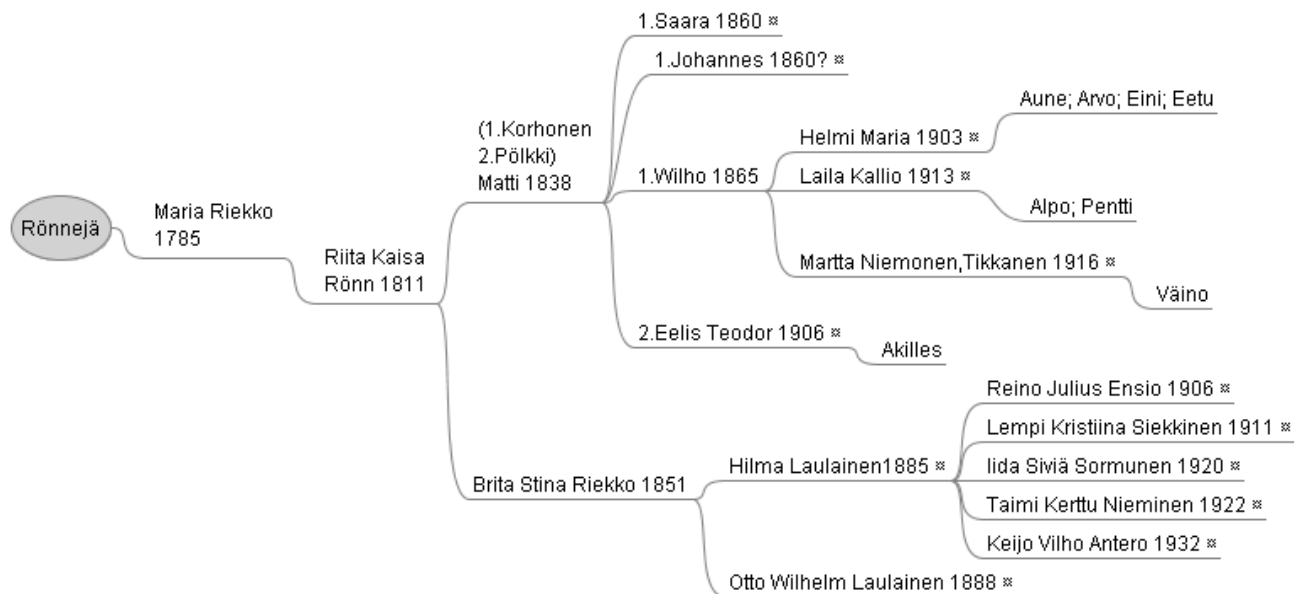 1.Saara 1860 ¤
1.Johannes 1860? ¤
Aune; Arvo; Eini; Eetu
(1.Korhonen
2.Pölkki)
Matti 1838
Helmi Maria 1903 ¤
1.Wilho 1865
Laila Kallio 1913 ¤
Alpo; Pentti
Rönnejä
Maria Riekko
1785
Riita Kaisa
Rönn 1811
Martta Niemonen,Tikkanen 1916 ¤
Väino
2.Eelis Teodor 1906 ¤
Akilles
Reino Julius Ensio 1906 ¤
Lempi Kristiina Siekkinen 1911 ¤
Hilma Laulainen1885 ¤
Iida Siviä Sormunen 1920 ¤
Brita Stina Riekko 1851
Taimi Kerttu Nieminen 1922 ¤
Keijo Vilho Antero 1932 ¤
Otto Wilhelm Laulainen 1888 ¤